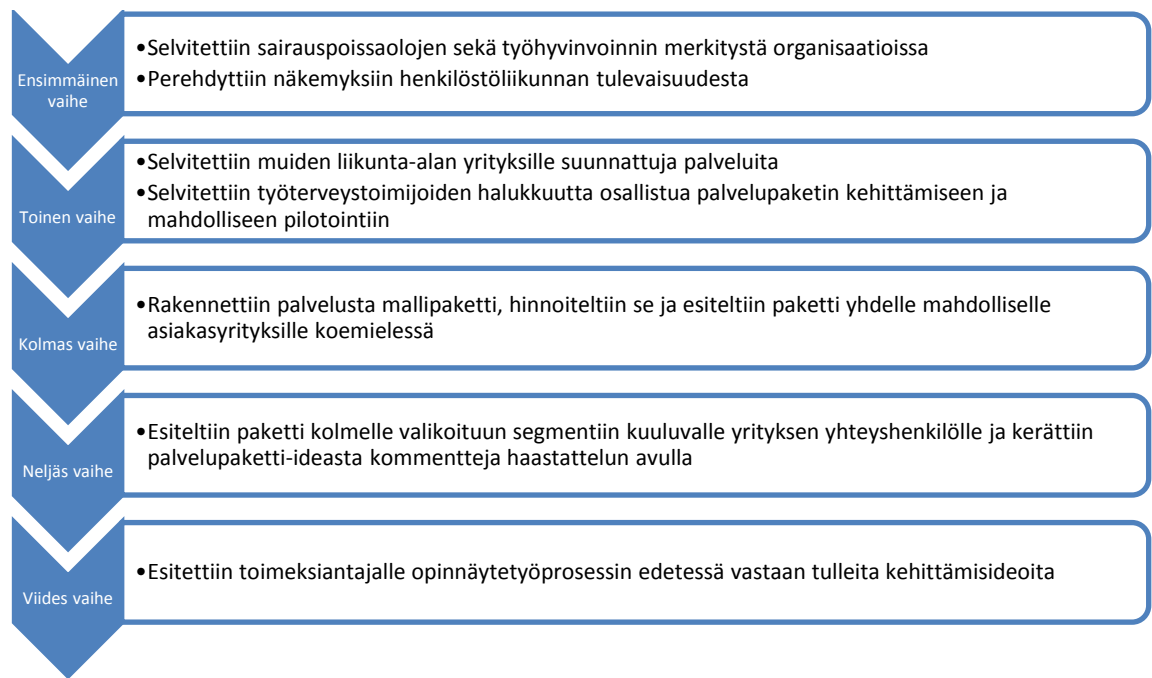 Ensimmäinen
vaihe
•Selvitettiin sairauspoissaolojen sekä työhyvinvoinnin merkitystä organisaatioissa
•Perehdyttiin näkemyksiin henkilöstöliikunnan tulevaisuudesta
Toinen vaihe
•Selvitettiin muiden liikunta-alan yrityksille suunnattuja palveluita
•Selvitettiin työterveystoimijoiden halukkuutta osallistua palvelupaketin kehittämiseen ja
mahdolliseen pilotointiin
Kolmas vaihe
•Rakennettiin palvelusta mallipaketti, hinnoiteltiin se ja esiteltiin paketti yhdelle mahdolliselle
asiakasyrityksille koemielessä
Neljäs vaihe
•Esiteltiin paketti kolmelle valikoituun segmentiin kuuluvalle yrityksen yhteyshenkilölle ja kerättiin
palvelupaketti-ideasta kommentteja haastattelun avulla
Viides vaihe
•Esitettiin toimeksiantajalle opinnäytetyöprosessin edetessä vastaan tulleita kehittämisideoita